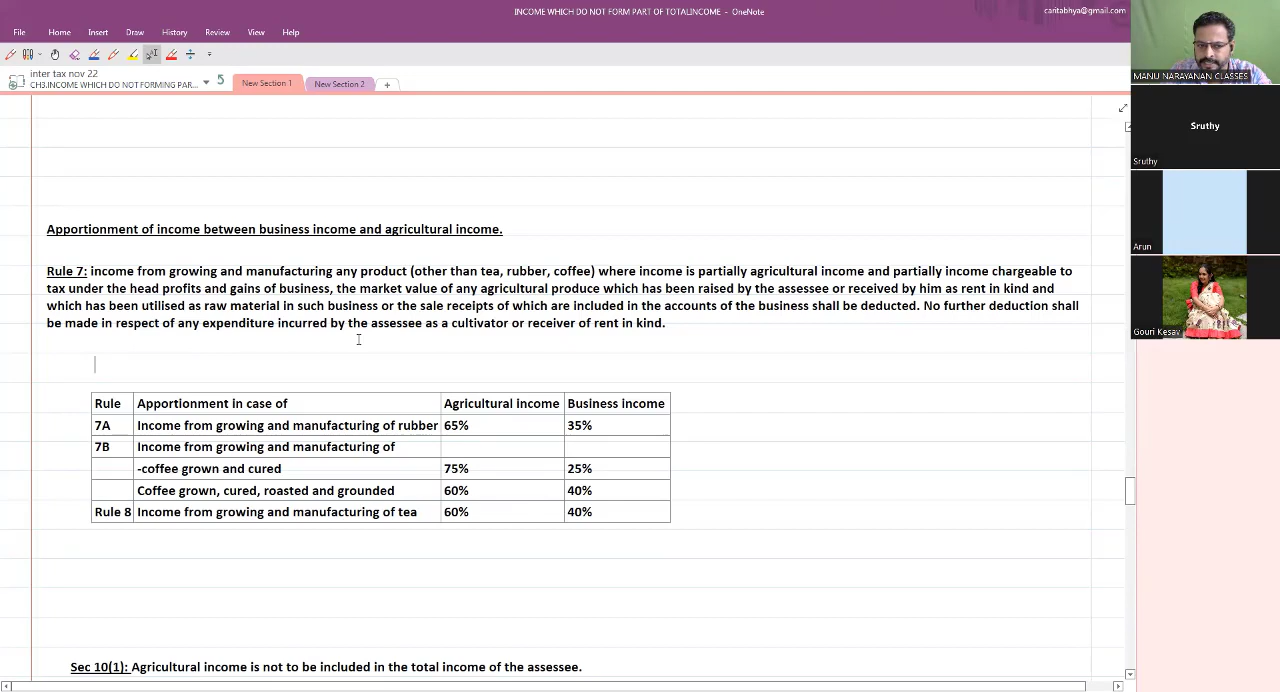 INCOME WHICH DO NOT FORM PART OF TOTALINCOME - OneNote
caritabhya@gmail.com
File Home Insert Draw History Review View Help
inter tax nov 22
CH3.INCOME WHICH DO NOT FORMING PAR...
New Section 1 New Section 2
MANU NARAYANAN CLASSES
Sruthy
Sruthy
Arun
Gouri Kesav
Apportionment of income between business income and agricultural income.
Rule 7: income from growing and manufacturing any product (other than tea, rubber, coffee) where income is partially agricultural income and partially income chargeable to
tax under the head profits and gains of business, the market value of any agricultural produce which has been raised by the assessee or received by him as rent in kind and
which has been utilised as raw material in such business or the sale receipts of which are included in the accounts of the business shall be deducted. No further deduction shall
be made in respect of any expenditure incurred by the assessee as a cultivator or receiver of rent in kind.
Rule Apportionment in case of Agricultural income Business income
7A Income from growing and manufacturing of rubber 65% 35%
7B Income from growing and manufacturing of
-coffee grown and cured 75% 25%
Coffee grown, cured, roasted and grounded 60% 40%
Rule 8 Income from growing and manufacturing of tea 60% 40%
Sec 10(1): Agricultural income is not to be included in the total income of the assessee.